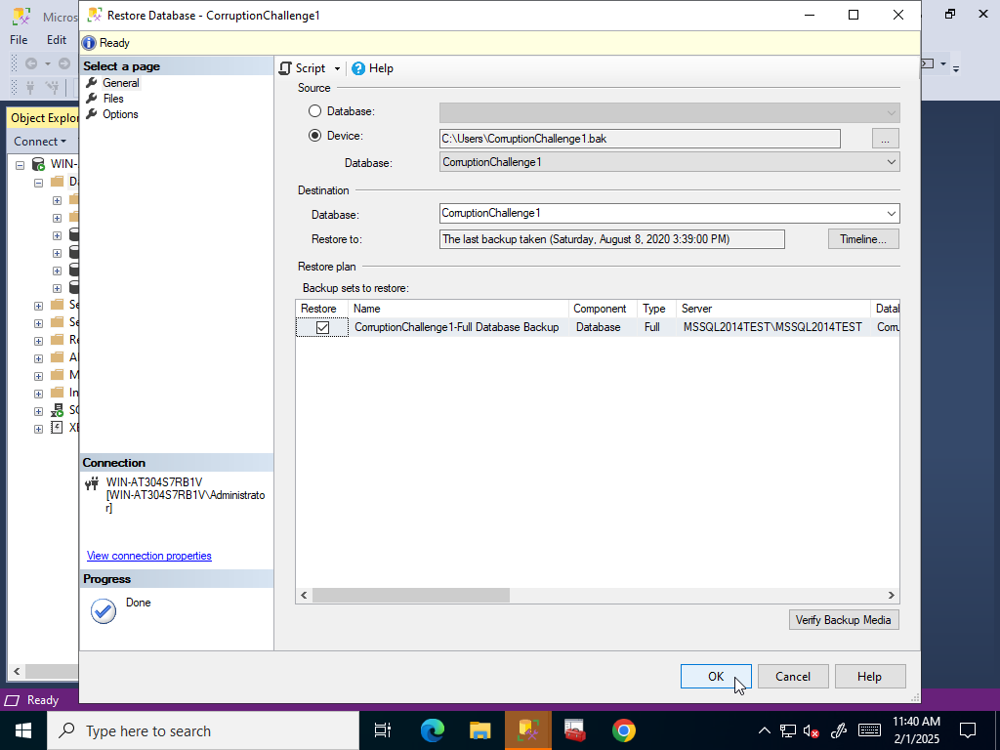 Micros
Restore Database - CorruptionChallenge1
File Edit
Ready
Select a page
General
Files
Options
Script Help
Source
Database:
Device:
C:\Users\CorruptionChallenge1.bak
...
Database:
CorruptionChallenge1
Destination
Database:
CorruptionChallenge1
Restore to:
The last backup taken (Saturday, August 8, 2020 3:39:00 PM)
Timeline...
Restore plan
Backup sets to restore:
Restore Name Component Type Server Datal
CorruptionChallenge1-Full Database Backup Database Full MSSQL2014TEST\MSSQL2014TEST Corru
Object Explor
Connect
WIN-
Da
Se
Se
Re
Al
M
In
SQ
XE
Connection
WIN-AT304S7RB1V
[WIN-AT304S7RB1V\Administrato
r]
View connection properties
Progress
Done
Verify Backup Media
OK Cancel Help
Ready
Type here to search
11:40 AM
2/1/2025